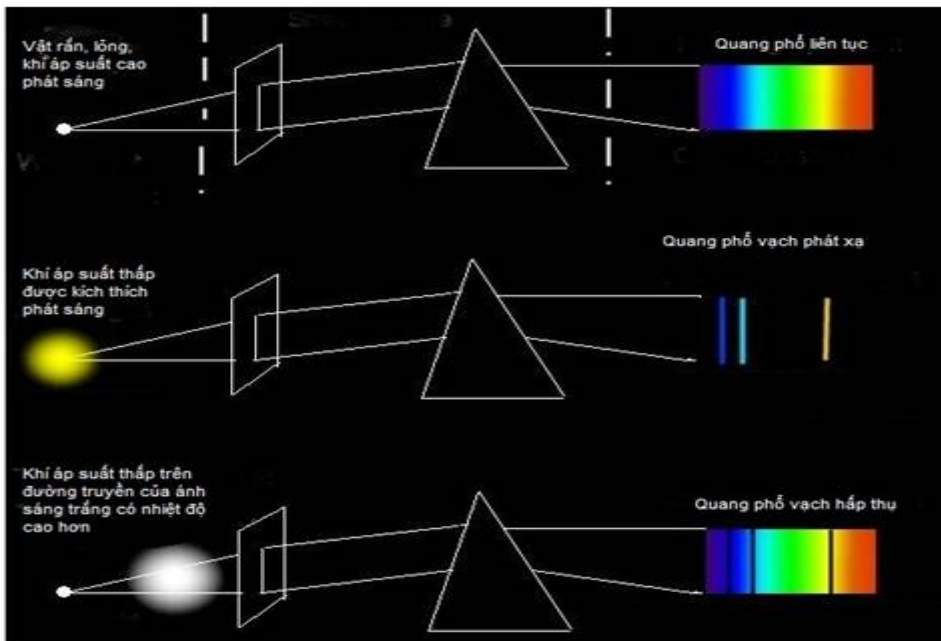 Vật rắn, lỏng,
khí áp suất cao
phát sáng
Quang phổ liên tục
Quang phổ vạch phát xạ
Khí áp suất thấp
được kích thích
phát sáng
Khí áp suất thấp trên
đường truyền của ánh
sáng trắng có nhiệt độ
cao hơn
Quang phổ vạch hấp thụ